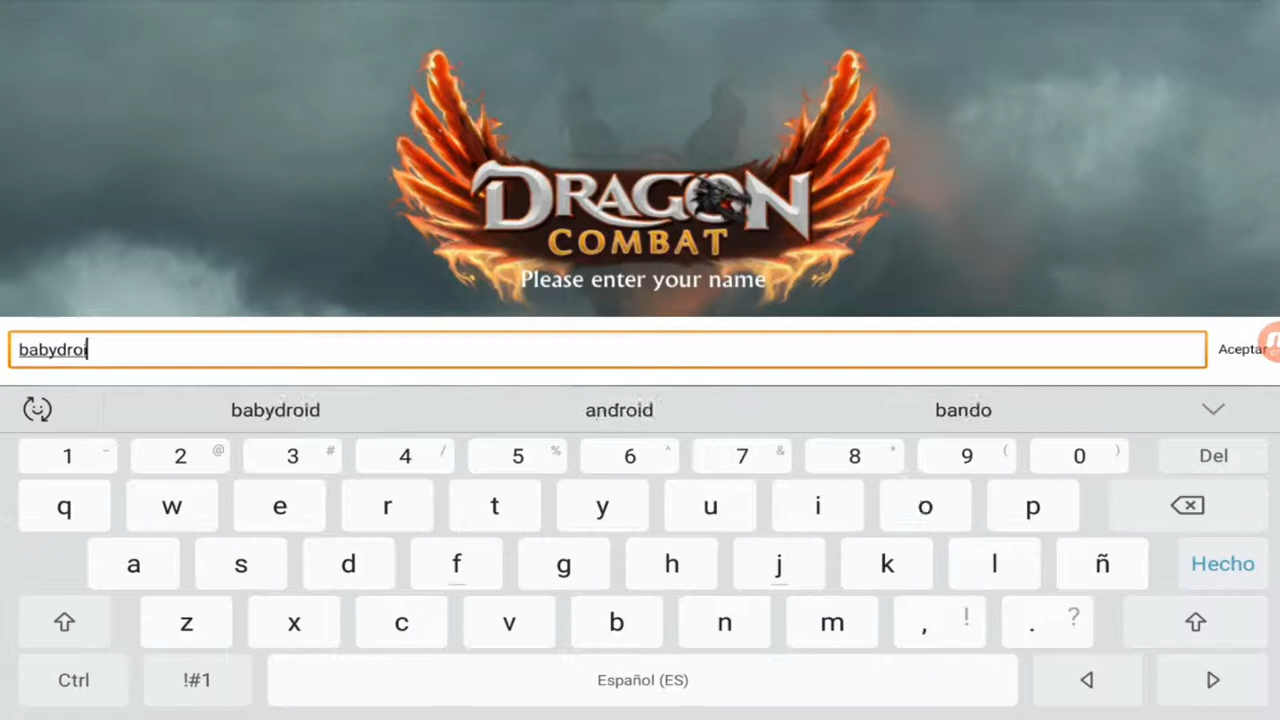 DRAGON
COMBAT
Please enter your name
babydroi
Aceptar
babydroid android bando
1 - 2 @ 3 # 4 / 5 % 6 ^ 7 & 8 * 9 ( 0 ) Del
q w e r t y u i o p
a s d f g h j k l ñ Hecho
z x c v b n m , ! . ?
Ctrl !#1 Español (ES)